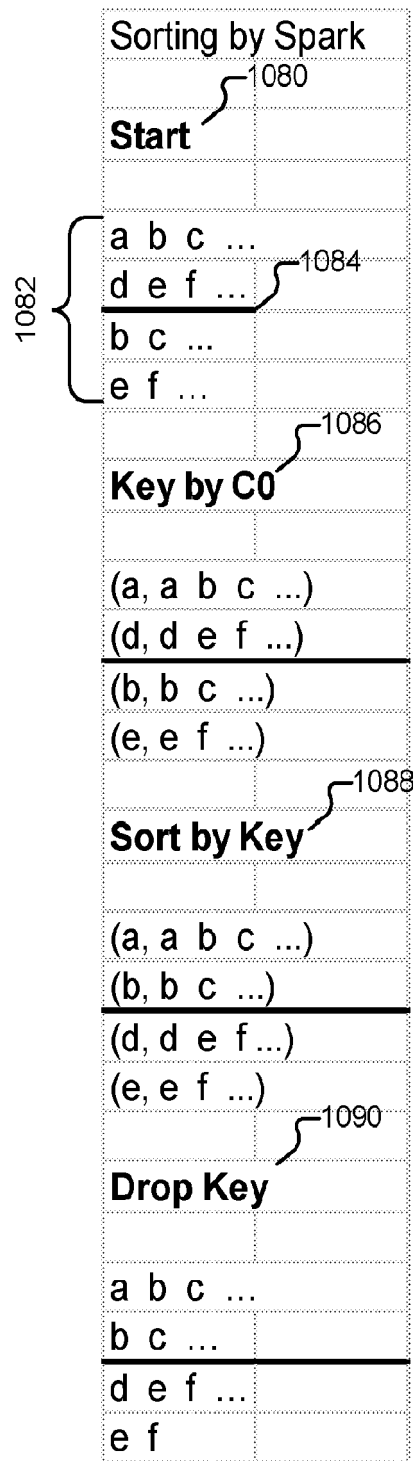 Sorting by Spark
1080
Start
a b c ...
1084
d e f ...
1082
b c ...
e f ...
1086
Key by C0
(a, a b c ...)
(d, d e f ...)
(b, b c ...)
(e, e f ...)
1088
Sort by Key
(a, a b c ...)
(b, b c ...)
(d, d e f...)
(e, e f ...)
1090
Drop Key
a b c ...
b c ...
d e f ...
e f